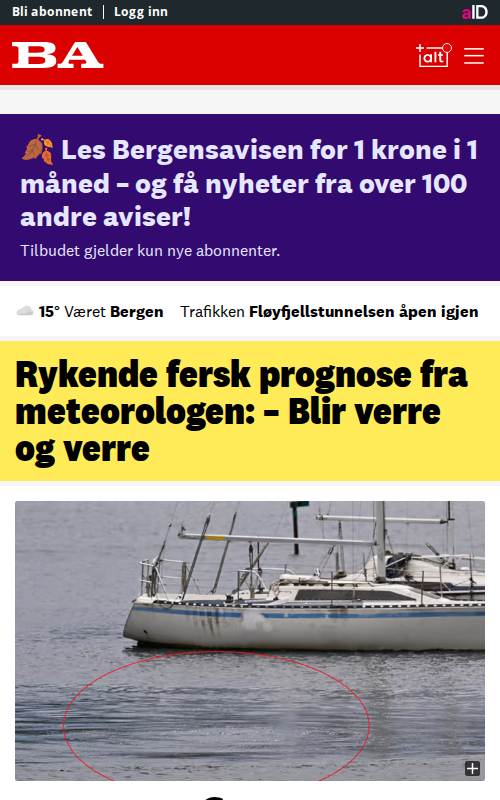 Bli abonnent | Logg inn
aID
BA
alt
Les Bergensavisen for 1 krone i 1
måned – og få nyheter fra over 100
andre aviser!
Tilbudet gjelder kun nye abonnenter.
15° Været Bergen Trafikken Fløyfjellstunnelsen åpen igjen
Rykende fersk prognose fra
meteorologen: – Blir verre
og verre